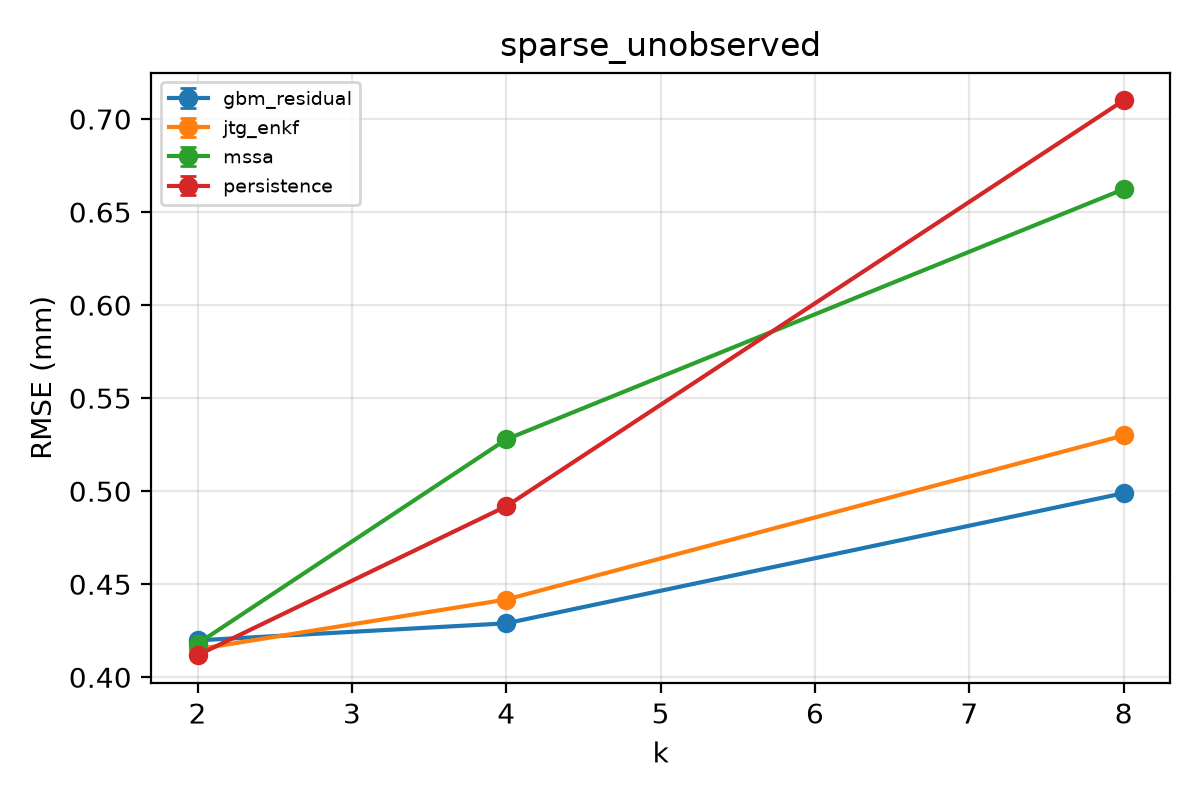 sparse_unobserved
gbm_residual
jtg_enkf
mssa
persistence
0.70
0.65
0.60
0.55
0.50
0.45
0.40
RMSE (mm)
2 3 4 5 6 7 8
k